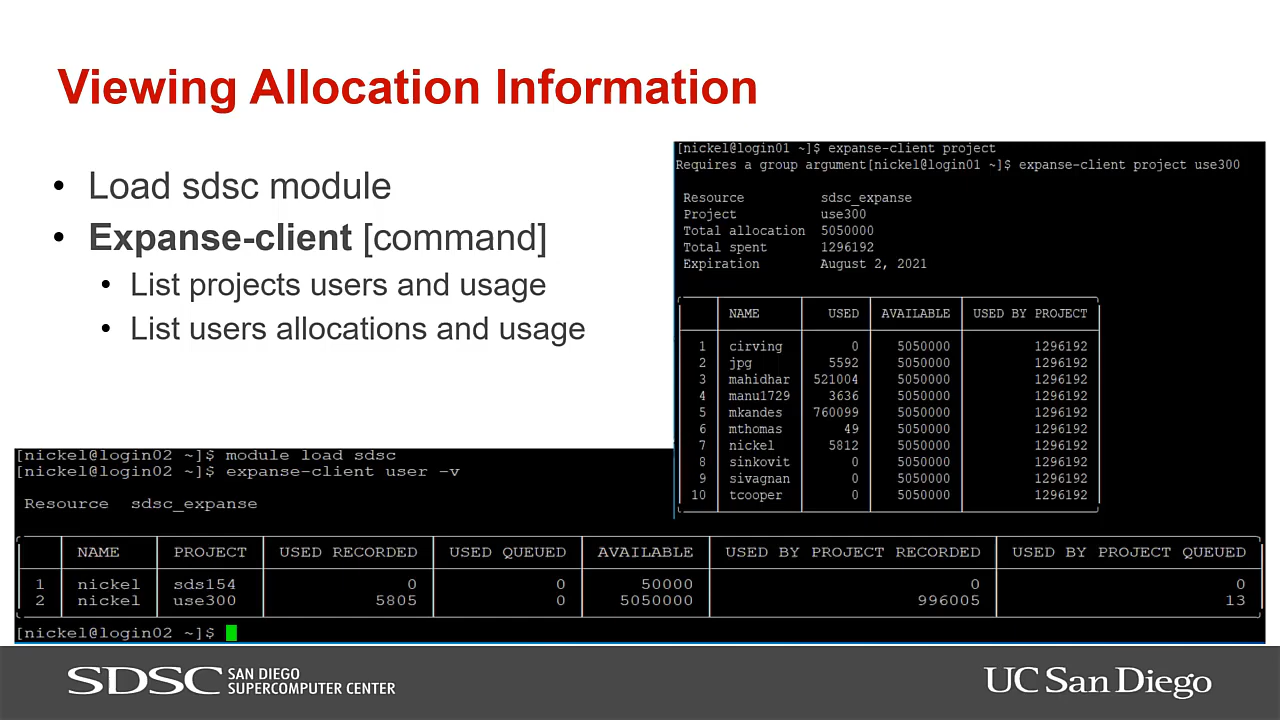 Viewing Allocation Information
• Load sdsc module
• Expanse-client [command]
• List projects users and usage
• List users allocations and usage
[nickel@login01 ~]$ expanse-client project
Requires a group argument[nickel@login01 ~]$ expanse-client project use300
Resource sdsc_expanse
Project use300
Total allocation 5050000
Total spent 1296192
Expiration August 2, 2021
NAME USED AVAILABLE USED BY PROJECT
1 cirving 0 5050000 1296192
2 jpg 5592 5050000 1296192
3 mahidhar 521004 5050000 1296192
4 manu1729 3636 5050000 1296192
5 mkandes 760099 5050000 1296192
6 mthomas 49 5050000 1296192
7 nickel 5812 5050000 1296192
8 sinkovit 0 5050000 1296192
9 sivagnan 0 5050000 1296192
10 tcooper 0 5050000 1296192
[nickel@login02 ~]$ module load sdsc
[nickel@login02 ~]$ expanse-client user -v
Resource sdsc_expanse
NAME PROJECT USED RECORDED USED QUEUED AVAILABLE USED BY PROJECT RECORDED USED BY PROJECT QUEUED
1 nickel sds154 0 0 50000 0 0
2 nickel use300 5805 0 5050000 996005 13
[nickel@login02 ~]$
SDSC SAN DIEGO
SUPERCOMPUTER CENTER
UC San Diego